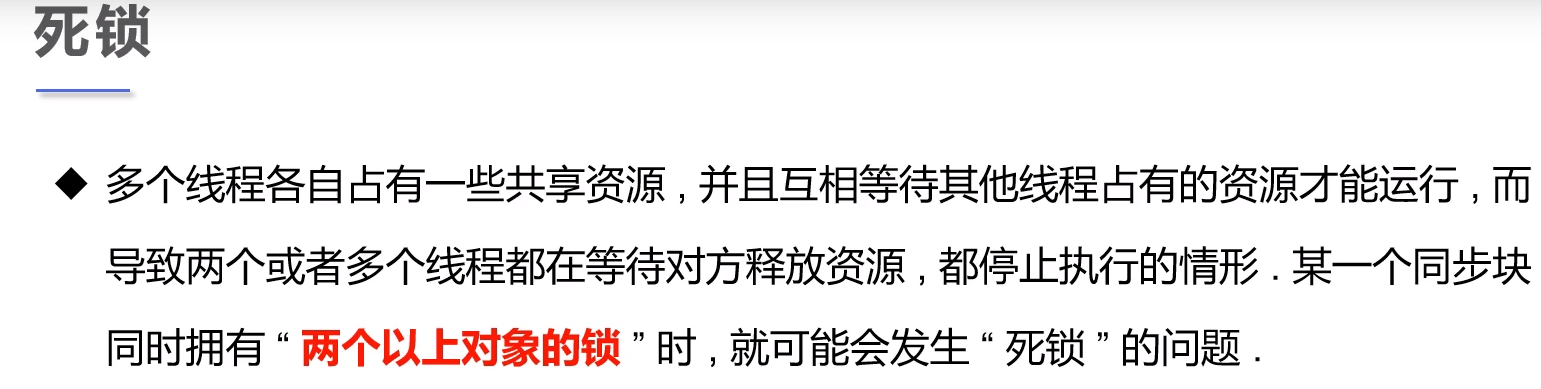 死锁
◆ 多个线程各自占有一些共享资源 , 并且互相等待其他线程占有的资源才能运行 , 而
导致两个或者多个线程都在等待对方释放资源 , 都停止执行的情形 . 某一个同步块
同时拥有 “ 两个以上对象的锁 ” 时 , 就可能会发生 “ 死锁 ” 的问题 .